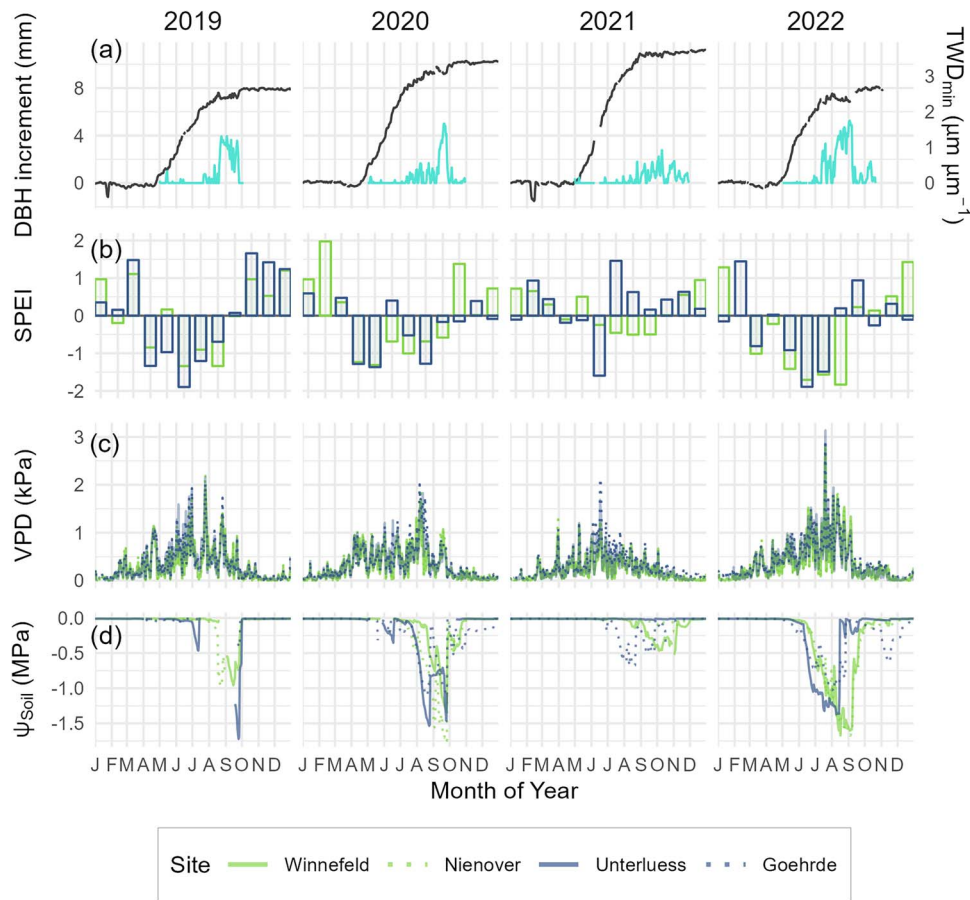 2019 2020 2021 2022
(a)
DBH increment (mm)
8
4
0
TWDmin (μm μm⁻¹)
3
2
1
0
(b)
SPEI
2
1
0
-1
-2
(c)
VPD (kPa)
3
2
1
0
(d)
ΨSoil (MPa)
0.0
-0.5
-1.0
-1.5
J F M A M J J A S O N D J F M A M J J A S O N D J F M A M J J A S O N D J F M A M J J A S O N D
Month of Year
Site Winnefeld Nienover Unterluess Goehrde